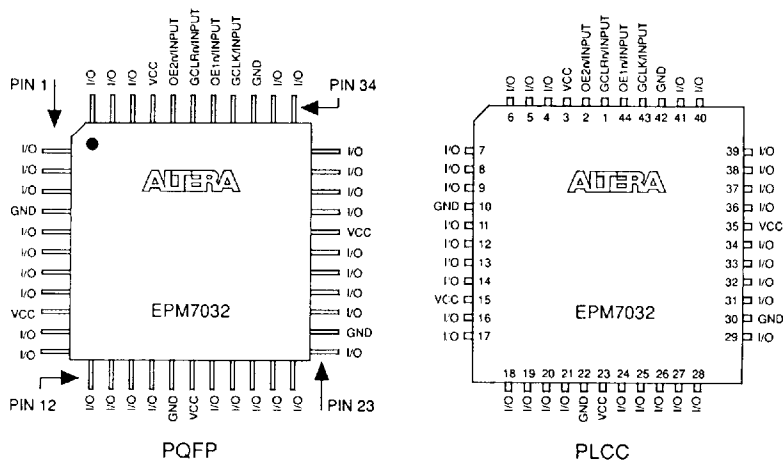 I/O I/O I/O VCC OE2n/INPUT GCLRn/INPUT OE1n/INPUT GCLK/INPUT GND I/O I/O
PIN 1
PIN 34
I/O
I/O
I/O
GND
I/O
I/O
I/O
I/O
VCC
I/O
I/O
ALTERA
EPM7032
I/O
I/O
I/O
I/O
VCC
I/O
I/O
I/O
I/O
GND
I/O
PIN 12
PIN 23
I/O I/O I/O I/O GND VCC I/O I/O I/O I/O I/O
PQFP
I/O I/O I/O VCC OE2n/INPUT GCLRn/INPUT OE1n/INPUT GCLK/INPUT GND I/O I/O
6 5 4 3 2 1 44 43 42 41 40
I/O 7
I/O 8
I/O 9
GND 10
I/O 11
I/O 12
I/O 13
I/O 14
VCC 15
I/O 16
I/O 17
ALTERA
EPM7032
39 I/O
38 I/O
37 I/O
36 I/O
35 VCC
34 I/O
33 I/O
32 I/O
31 I/O
30 GND
29 I/O
18 19 20 21 22 23 24 25 26 27 28
I/O I/O I/O I/O GND VCC I/O I/O I/O I/O I/O
PLCC